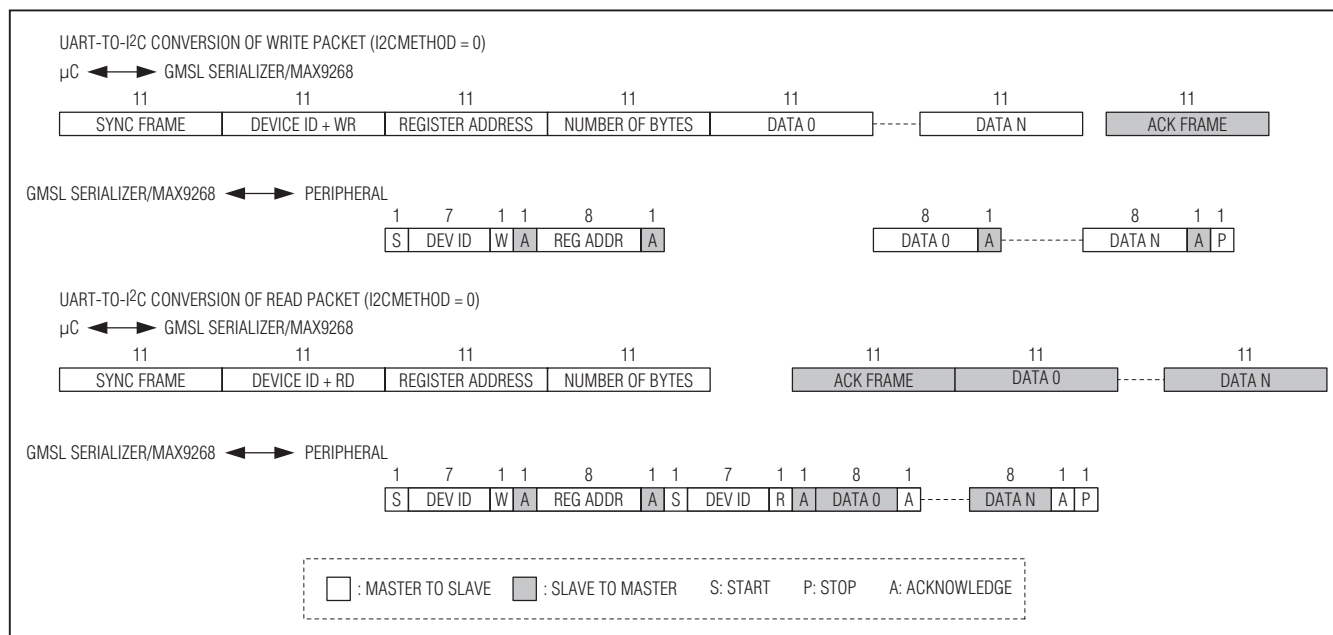 UART-TO-I2C CONVERSION OF WRITE PACKET (I2CMETHOD = 0)
µC GMSL SERIALIZER/MAX9268
11 11 11 11 11 11 11
SYNC FRAME DEVICE ID + WR REGISTER ADDRESS NUMBER OF BYTES DATA 0 DATA N ACK FRAME
GMSL SERIALIZER/MAX9268 PERIPHERAL
1 7 1 1 8 1 8 1 8 1 1
S DEV ID W A REG ADDR A DATA 0 A DATA N A P
UART-TO-I2C CONVERSION OF READ PACKET (I2CMETHOD = 0)
µC GMSL SERIALIZER/MAX9268
11 11 11 11 11 11 11
SYNC FRAME DEVICE ID + RD REGISTER ADDRESS NUMBER OF BYTES ACK FRAME DATA 0 DATA N
GMSL SERIALIZER/MAX9268 PERIPHERAL
1 7 1 1 8 1 1 7 1 1 8 1 8 1 1
S DEV ID W A REG ADDR A S DEV ID R A DATA 0 A DATA N A P
: MASTER TO SLAVE : SLAVE TO MASTER S: START P: STOP A: ACKNOWLEDGE